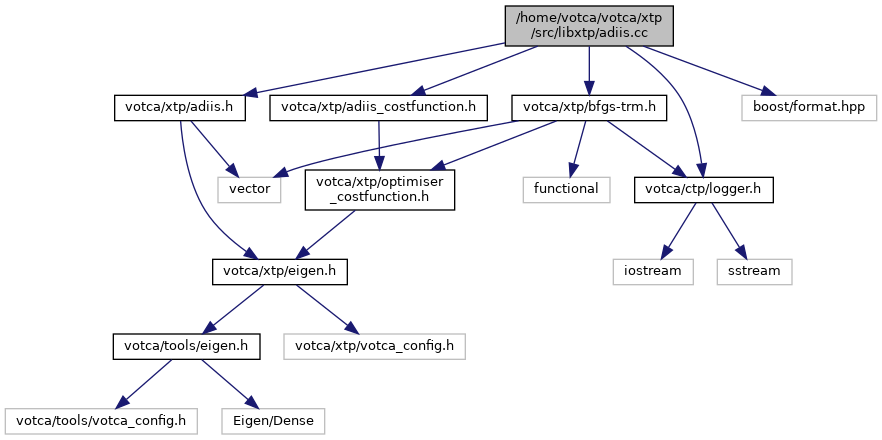 /home/votca/votca/xtp
/src/libxtp/adiis.cc
votca/xtp/adiis.h
votca/xtp/adiis_costfunction.h
votca/xtp/bfgs-trm.h
boost/format.hpp
vector
votca/xtp/optimiser
_costfunction.h
functional
votca/ctp/logger.h
votca/xtp/eigen.h
iostream
sstream
votca/tools/eigen.h
votca/xtp/votca_config.h
votca/tools/votca_config.h
Eigen/Dense